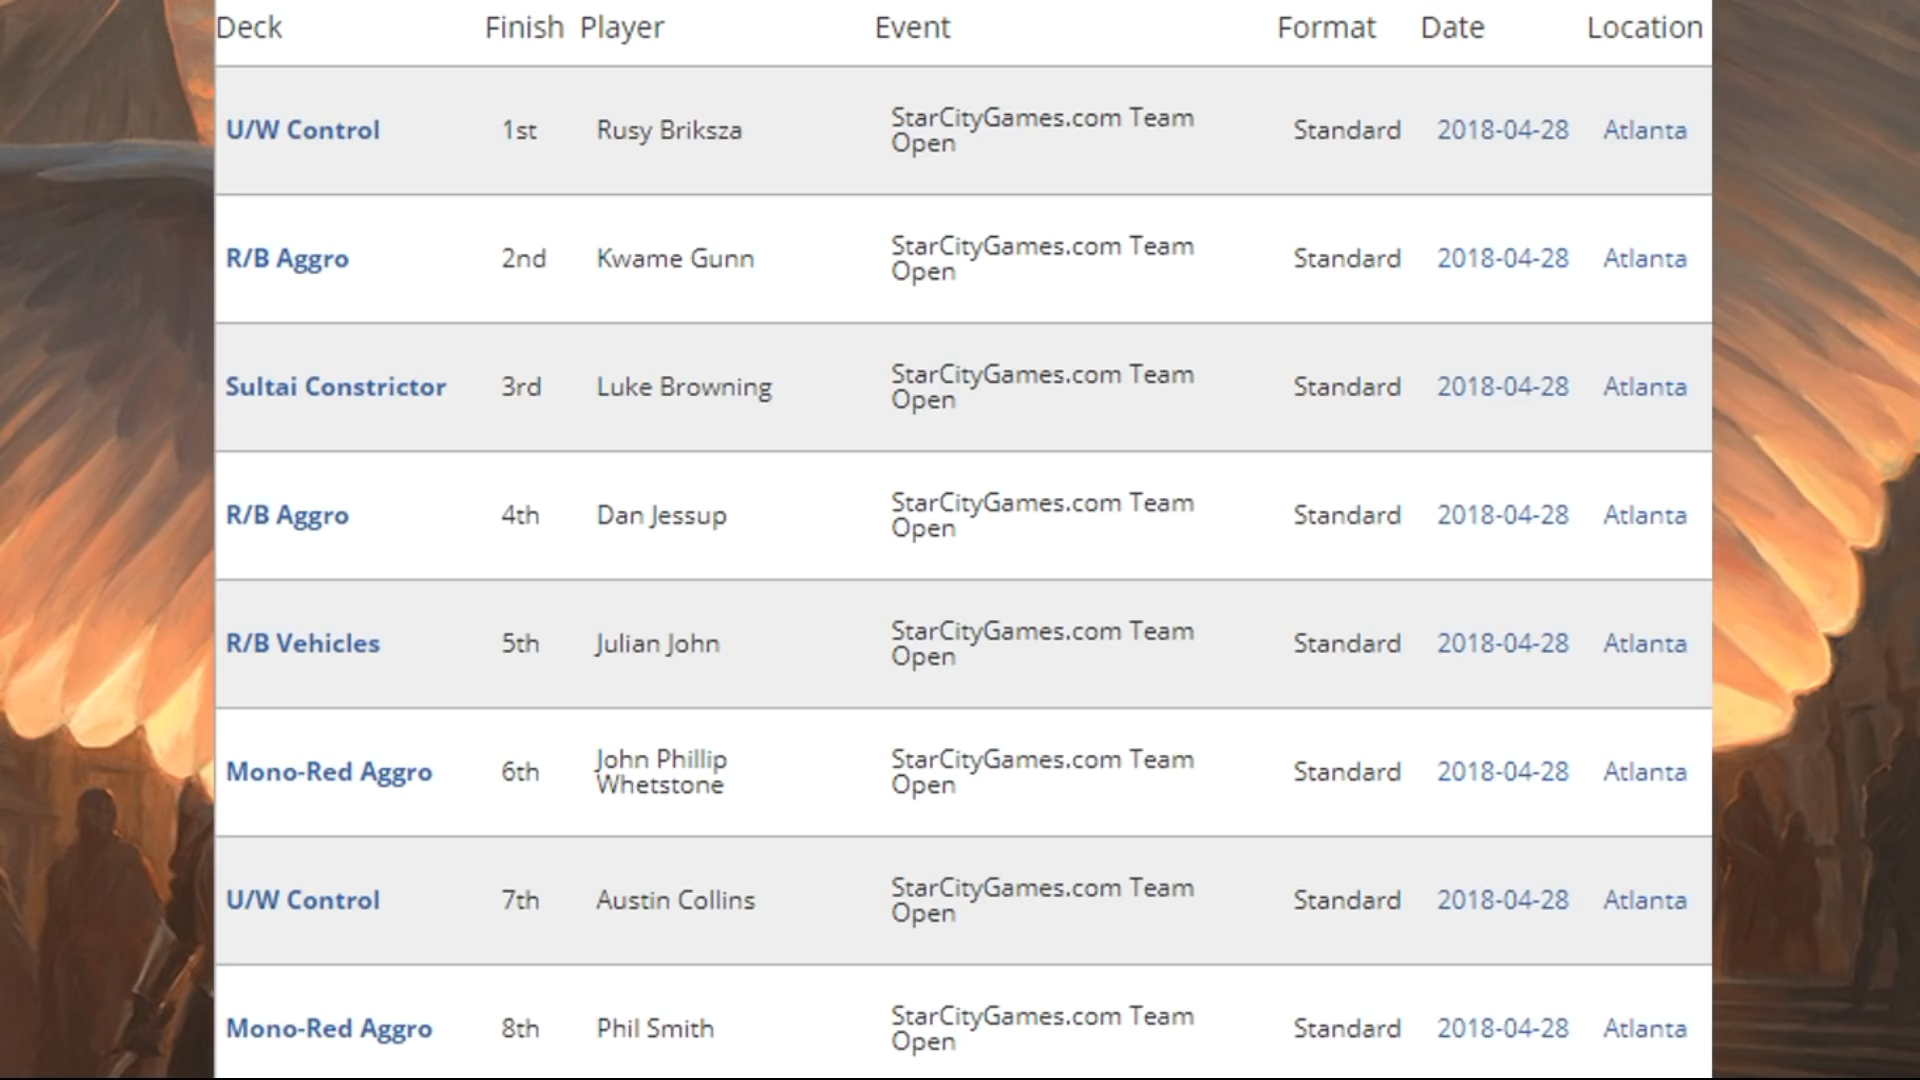 Deck Finish Player Event Format Date Location
U/W Control 1st Rusy Briksza StarCityGames.com Team Open Standard 2018-04-28 Atlanta
R/B Aggro 2nd Kwame Gunn StarCityGames.com Team Open Standard 2018-04-28 Atlanta
Sultai Constrictor 3rd Luke Browning StarCityGames.com Team Open Standard 2018-04-28 Atlanta
R/B Aggro 4th Dan Jessup StarCityGames.com Team Open Standard 2018-04-28 Atlanta
R/B Vehicles 5th Julian John StarCityGames.com Team Open Standard 2018-04-28 Atlanta
Mono-Red Aggro 6th John Phillip Whetstone StarCityGames.com Team Open Standard 2018-04-28 Atlanta
U/W Control 7th Austin Collins StarCityGames.com Team Open Standard 2018-04-28 Atlanta
Mono-Red Aggro 8th Phil Smith StarCityGames.com Team Open Standard 2018-04-28 Atlanta